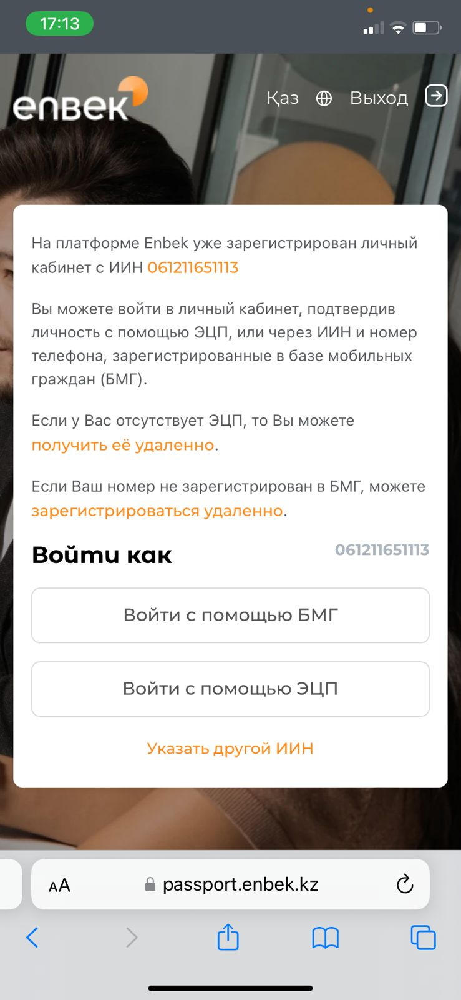 17:13
enbek
Қаз Выход
На платформе Enbek уже зарегистрирован личный
кабинет с ИИН 061211651113
Вы можете войти в личный кабинет, подтвердив
личность с помощью ЭЦП, или через ИИН и номер
телефона, зарегистрированные в базе мобильных
граждан (БМГ).
Если у Вас отсутствует ЭЦП, то Вы можете
получить её удаленно.
Если Ваш номер не зарегистрирован в БМГ, можете
зарегистрироваться удаленно.
Войти как 061211651113
Войти с помощью БМГ
Войти с помощью ЭЦП
Указать другой ИИН
AA passport.enbek.kz